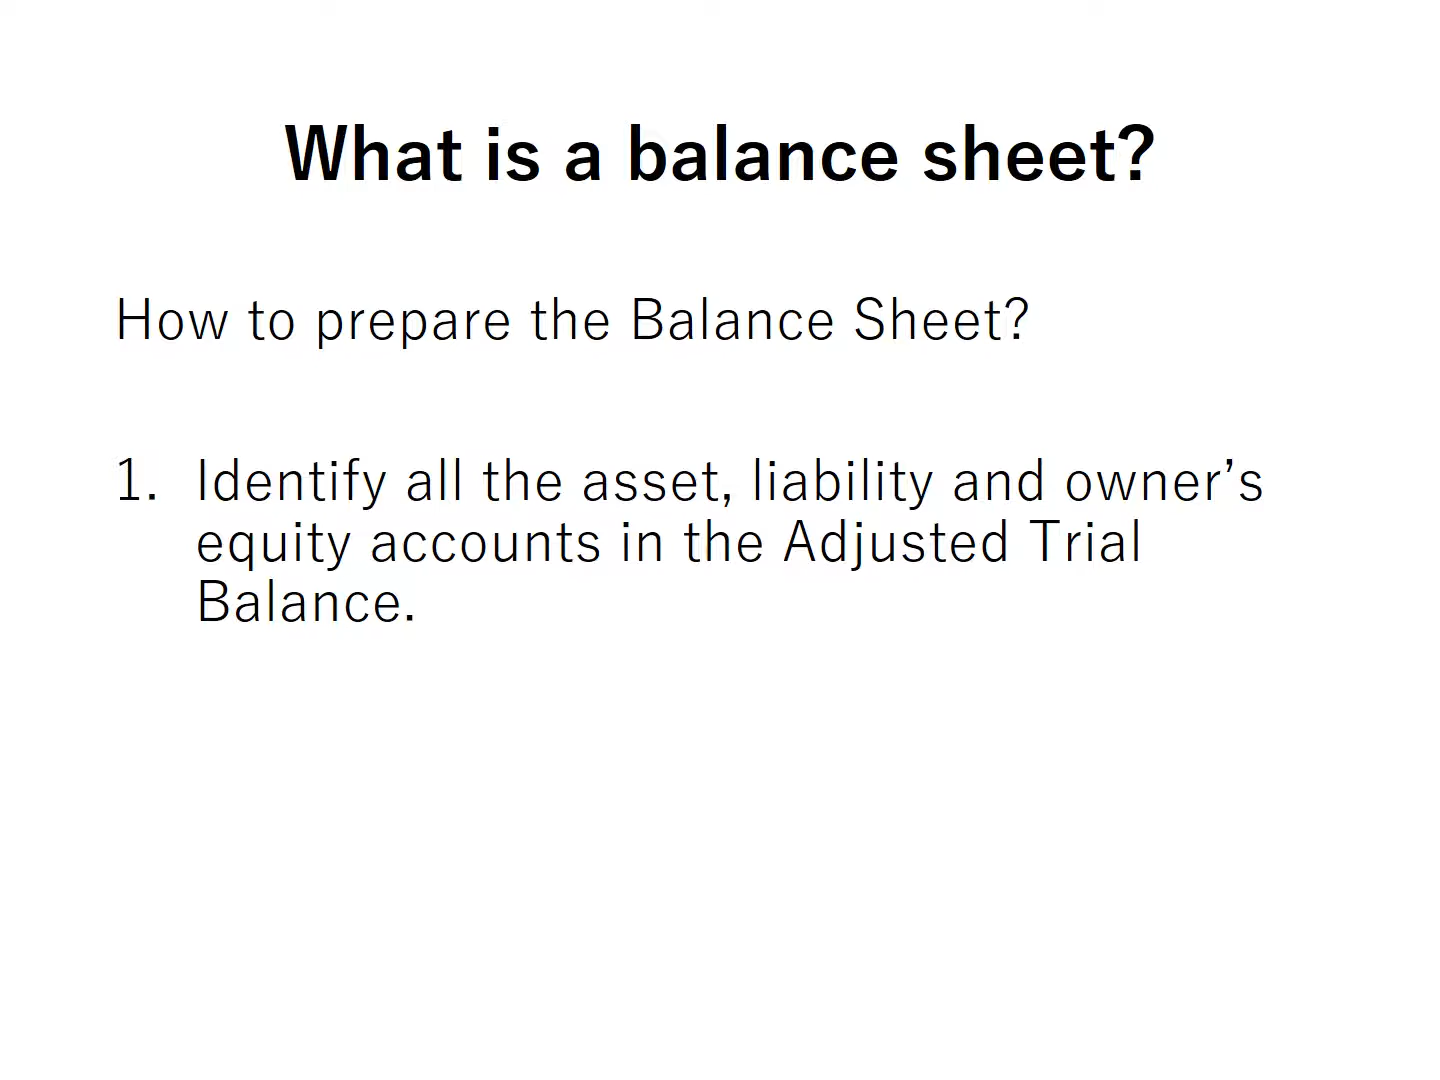 What is a balance sheet?
How to prepare the Balance Sheet?
1. Identify all the asset, liability and owner’s
equity accounts in the Adjusted Trial
Balance.